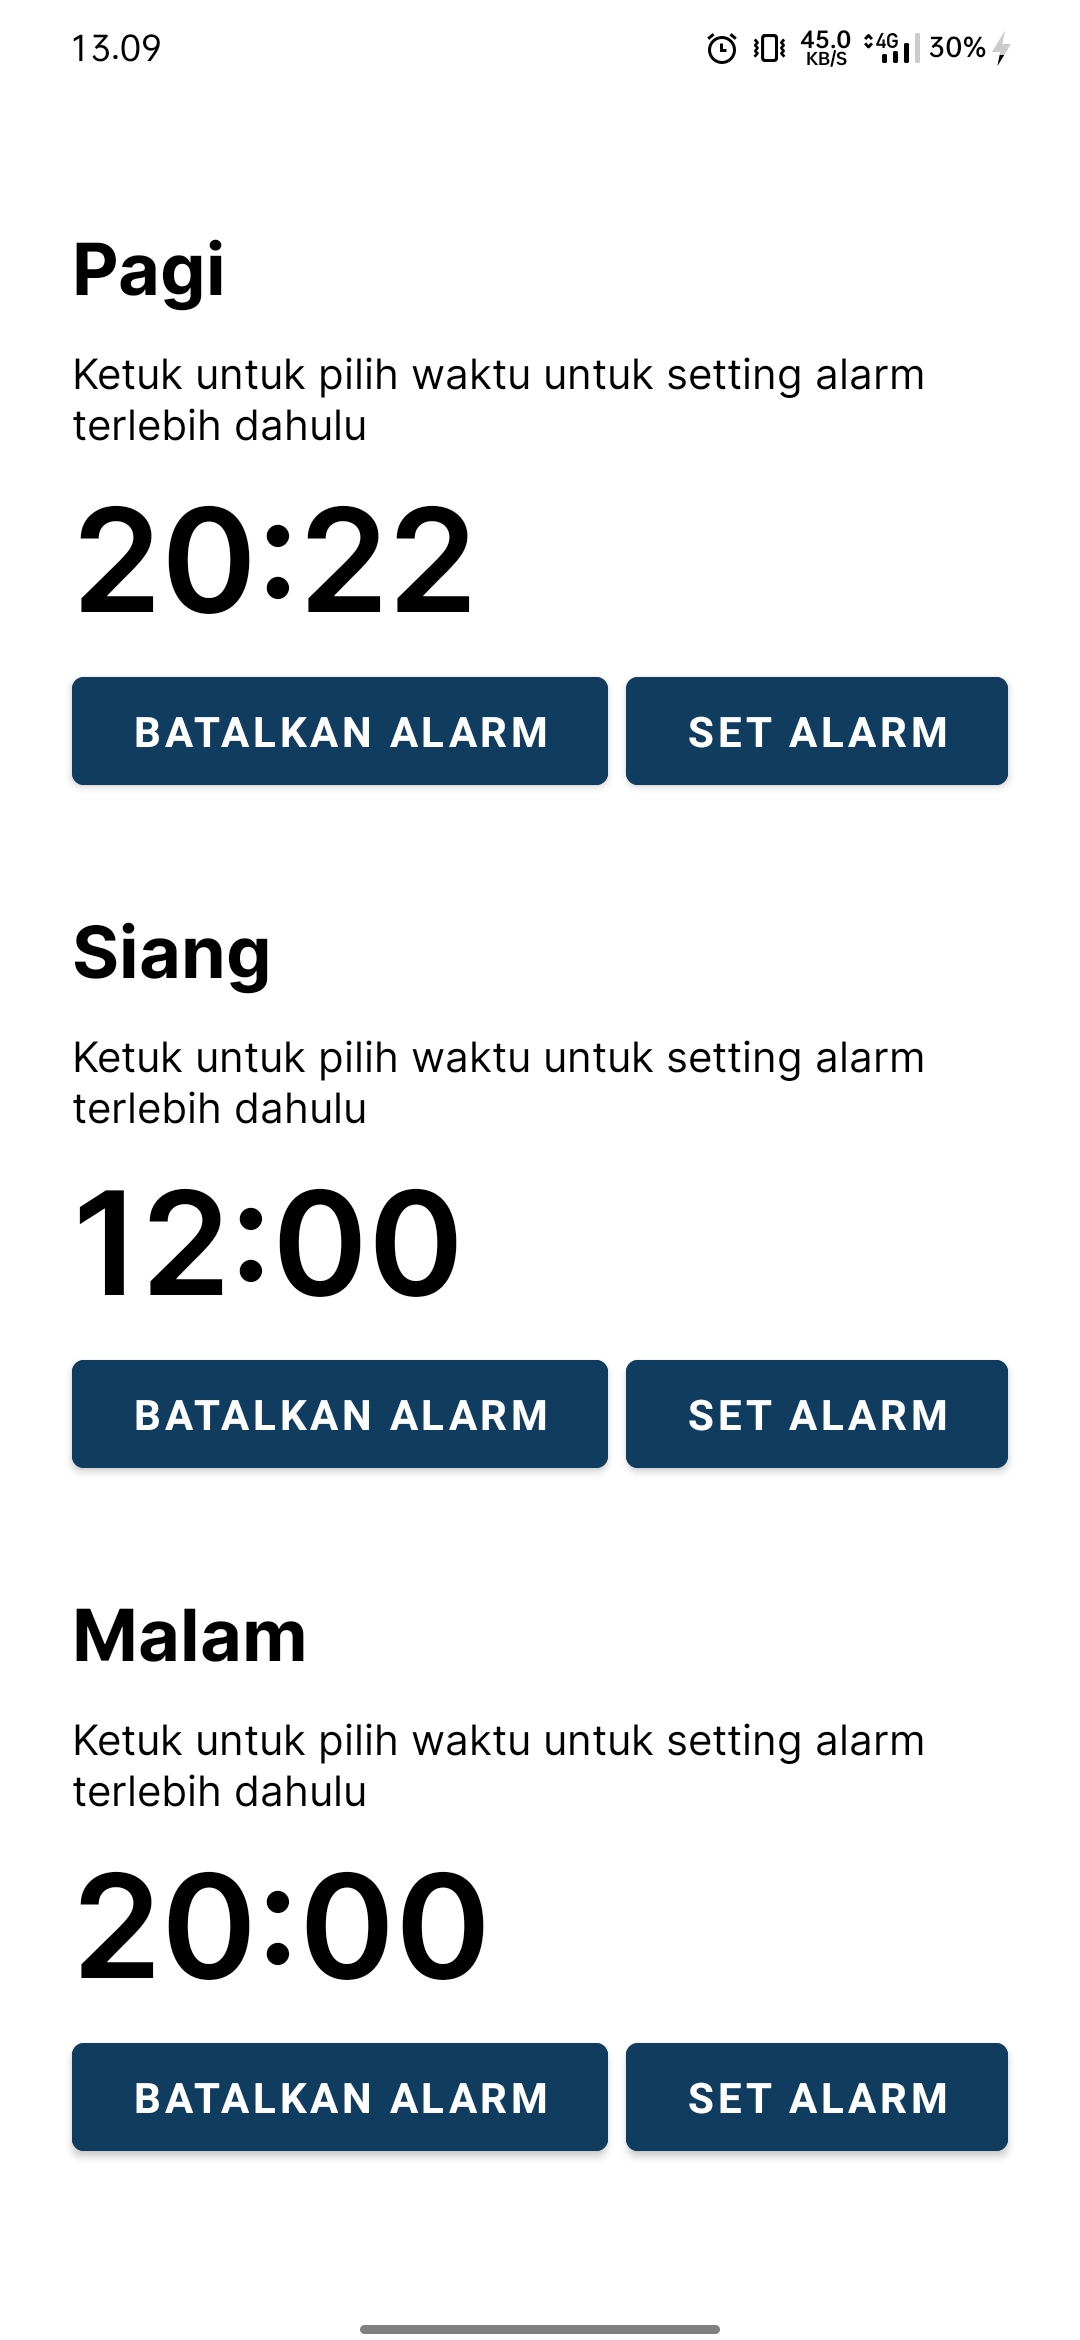 13.09 45.0 KB/S 4G 30%
Pagi
Ketuk untuk pilih waktu untuk setting alarm
terlebih dahulu
20:22
BATALKAN ALARM SET ALARM
Siang
Ketuk untuk pilih waktu untuk setting alarm
terlebih dahulu
12:00
BATALKAN ALARM SET ALARM
Malam
Ketuk untuk pilih waktu untuk setting alarm
terlebih dahulu
20:00
BATALKAN ALARM SET ALARM